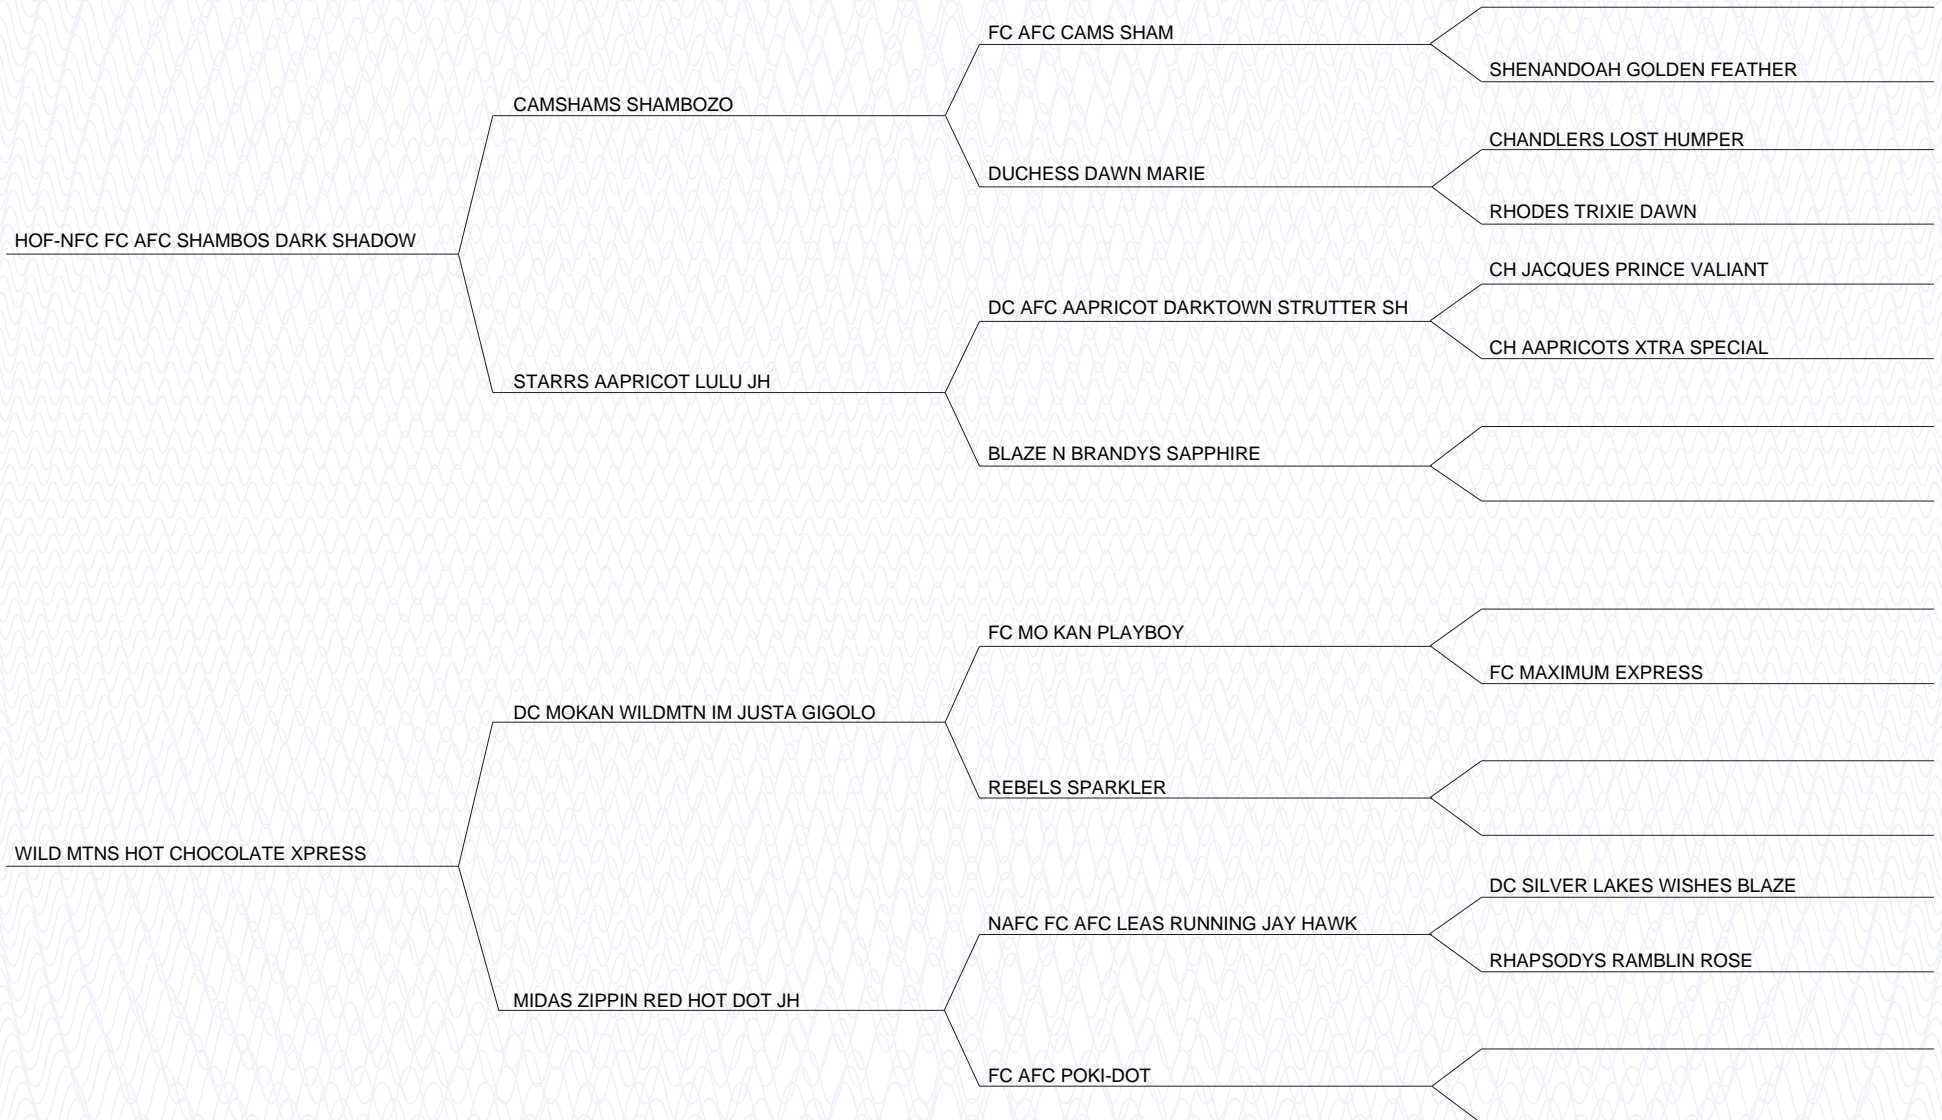 FC AFC CAMS SHAM
SHENANDOAH GOLDEN FEATHER
CAMSHAMS SHAMBOZO
CHANDLERS LOST HUMPER
DUCHESS DAWN MARIE
RHODES TRIXIE DAWN
HOF-NFC FC AFC SHAMBOS DARK SHADOW
CH JACQUES PRINCE VALIANT
DC AFC AAPRICOT DARKTOWN STRUTTER SH
CH AAPRICOTS XTRA SPECIAL
STARRS AAPRICOT LULU JH
BLAZE N BRANDYS SAPPHIRE
FC MO KAN PLAYBOY
FC MAXIMUM EXPRESS
DC MOKAN WILDMTN IM JUSTA GIGOLO
REBELS SPARKLER
WILD MTNS HOT CHOCOLATE XPRESS
DC SILVER LAKES WISHES BLAZE
NAFC FC AFC LEAS RUNNING JAY HAWK
RHAPSODYS RAMBLIN ROSE
MIDAS ZIPPIN RED HOT DOT JH
FC AFC POKI-DOT